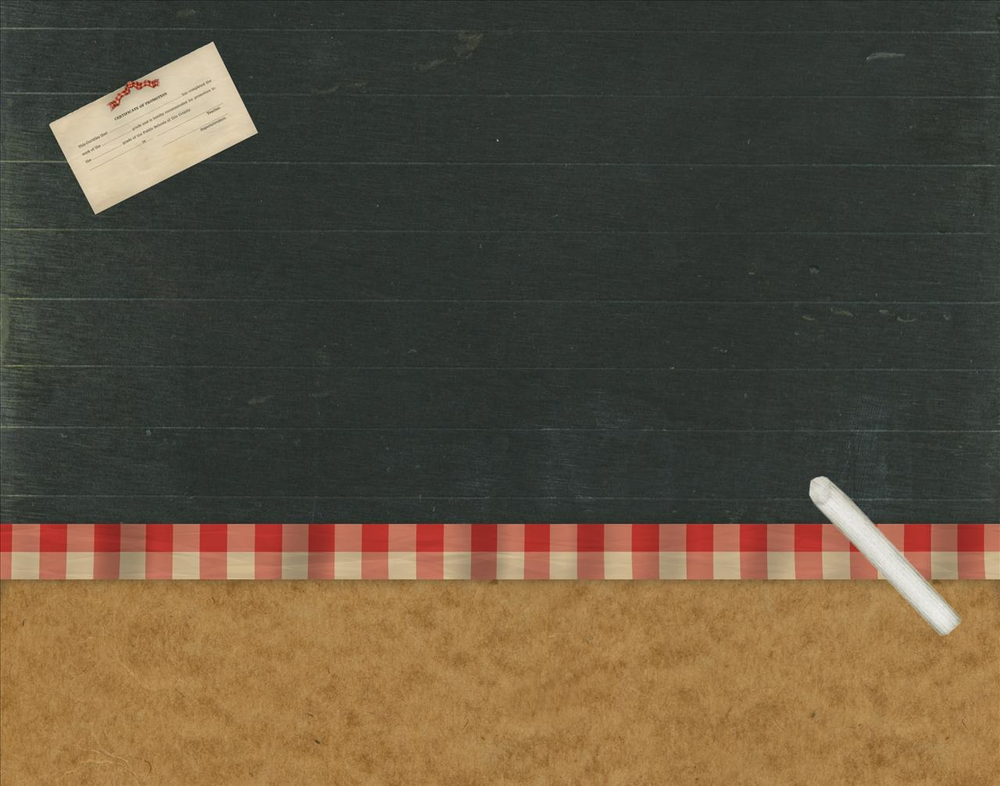 CERTIFICATE OF PROMOTION
This Certifies that has completed the
work of the grade and is hereby recommended for promotion to
the grade of the Public Schools of this County.
Teacher.
19
Superintendent.